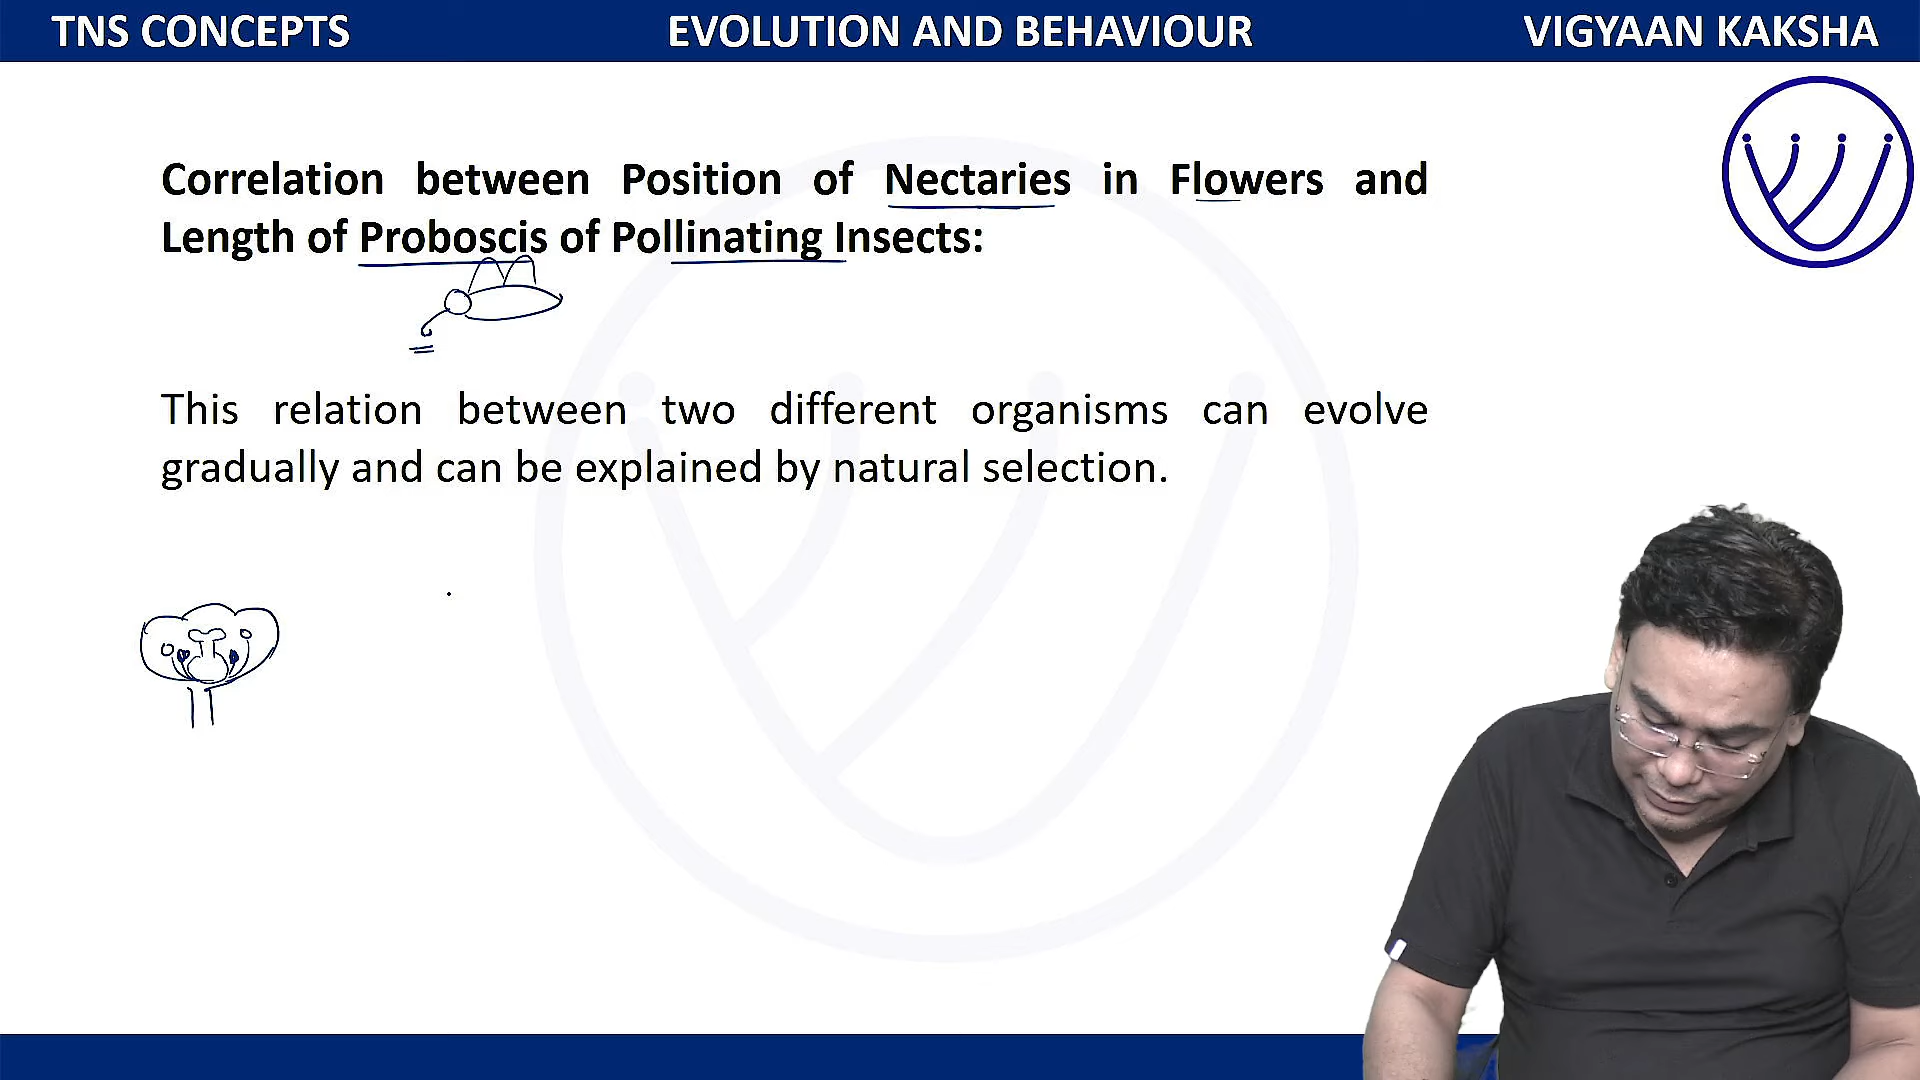 TNS CONCEPTS EVOLUTION AND BEHAVIOUR VIGYAAN KAKSHA
Correlation between Position of Nectaries in Flowers and
Length of Proboscis of Pollinating Insects:
This relation between two different organisms can evolve
gradually and can be explained by natural selection.